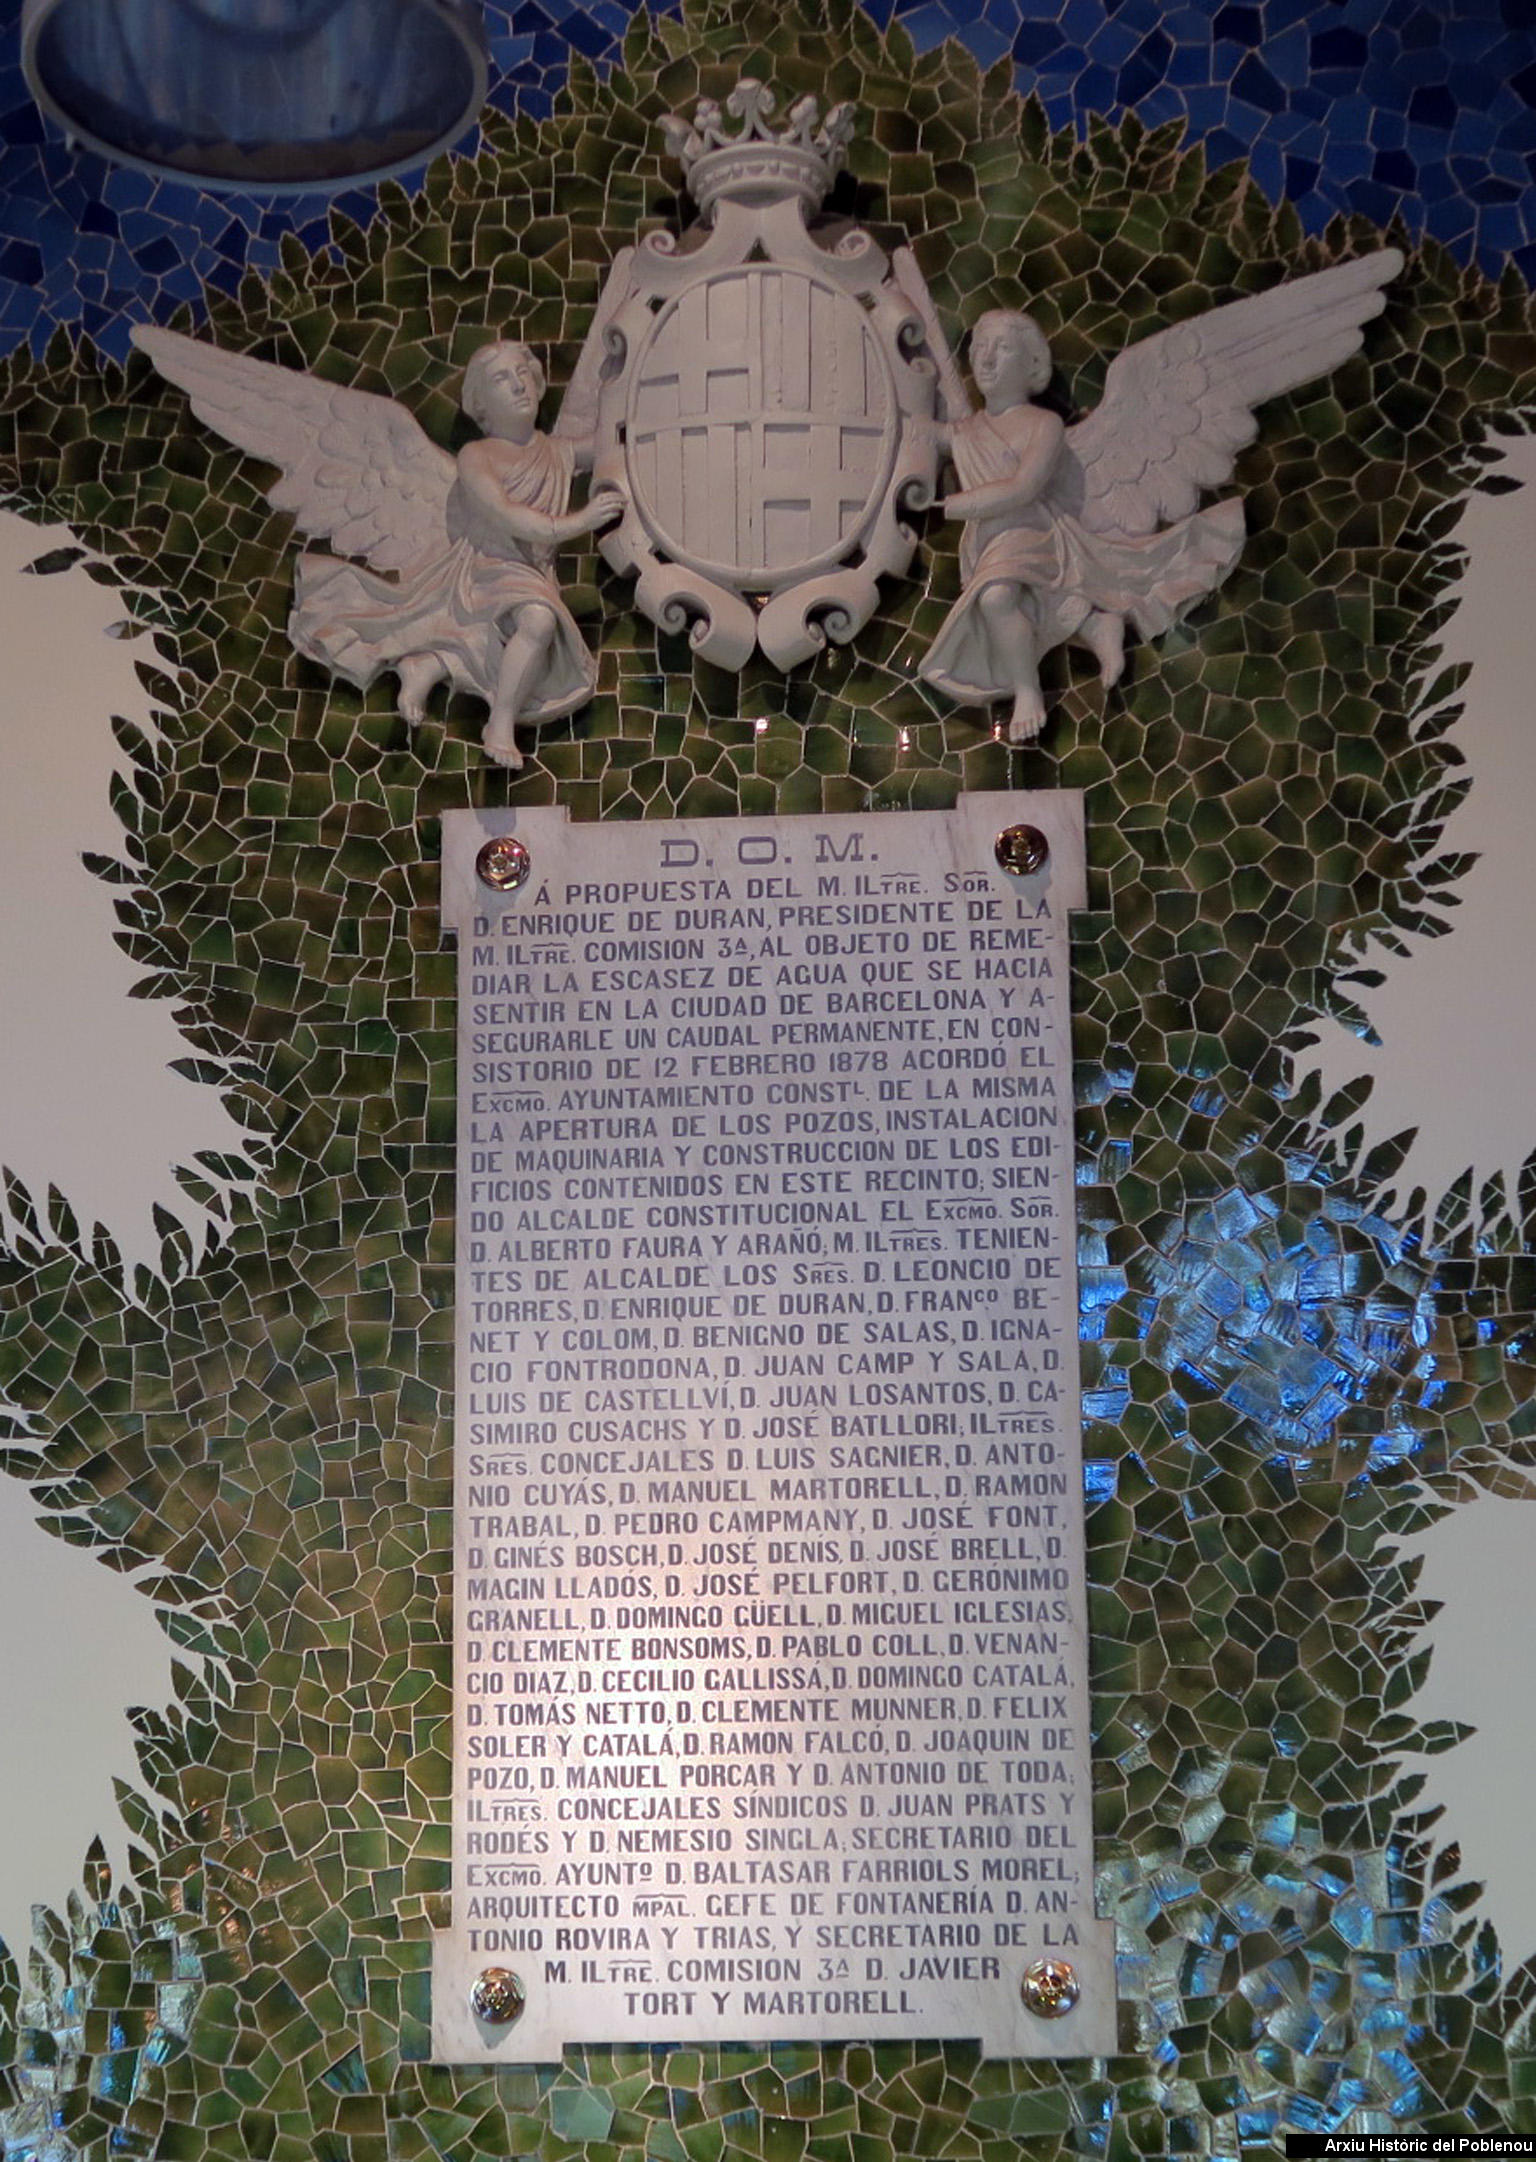 D. O. M.
Á PROPUESTA DEL M. ILTRE. SOR.
D. ENRIQUE DE DURAN, PRESIDENTE DE LA
M. ILTRE. COMISION 3ª, AL OBJETO DE REME-
DIAR LA ESCASEZ DE AGUA QUE SE HACIA
SENTIR EN LA CIUDAD DE BARCELONA Y A-
SEGURARLE UN CAUDAL PERMANENTE, EN CON-
SISTORIO DE 12 FEBRERO 1878 ACORDÓ EL
EXCMO. AYUNTAMIENTO CONSTL. DE LA MISMA
LA APERTURA DE LOS POZOS, INSTALACION
DE MAQUINARIA Y CONSTRUCCION DE LOS EDI-
FICIOS CONTENIDOS EN ESTE RECINTO; SIEN-
DO ALCALDE CONSTITUCIONAL EL EXCMO. SOR.
D. ALBERTO FAURA Y ARAÑÓ; M. ILTRES. TENIEN-
TES DE ALCALDE LOS SRES. D. LEONCIO DE
TORRES, D. ENRIQUE DE DURAN, D. FRANCO. BE-
NET Y COLOM, D. BENIGNO DE SALAS, D. IGNA-
CIO FONTRODONA, D. JUAN CAMP Y SALA, D.
LUIS DE CASTELLVÍ, D. JUAN LOSANTOS, D. CA-
SIMIRO CUSACHS Y D. JOSÉ BATLLORI; ILTRES.
SRES. CONCEJALES D. LUIS SAGNIER, D. ANTO-
NIO CUYÁS, D. MANUEL MARTORELL, D. RAMON
TRABAL, D. PEDRO CAMPMANY, D. JOSÉ FONT,
D. GINÉS BOSCH, D. JOSÉ DENÍS, D. JOSÉ BRELL, D.
MAGIN LLADÓS, D. JOSÉ PELFORT, D. GERÓNIMO
GRANELL, D. DOMINGO GÜELL, D. MIGUEL IGLESIAS,
D. CLEMENTE BONSOMS, D. PABLO COLL, D. VENAN-
CIO DIAZ, D. CECILIO GALLISSÁ, D. DOMINGO CATALÁ,
D. TOMÁS NETTO, D. CLEMENTE MUNNER, D. FELIX
SOLER Y CATALÁ, D. RAMON FALCÓ, D. JOAQUIN DE
POZO, D. MANUEL PORCAR Y D. ANTONIO DE TODA;
ILTRES. CONCEJALES SÍNDICOS D. JUAN PRATS Y
RODÉS Y D. NEMESIO SINGLA; SECRETARIO DEL
EXCMO. AYUNTº D. BALTASAR FARRIOLS MOREL;
ARQUITECTO MPAL. GEFE DE FONTANERÍA D. AN-
TONIO ROVIRA Y TRIAS, Y SECRETARIO DE LA
M. ILTRE. COMISION 3ª D. JAVIER
TORT Y MARTORELL.
Arxiu Històric del Poblenou